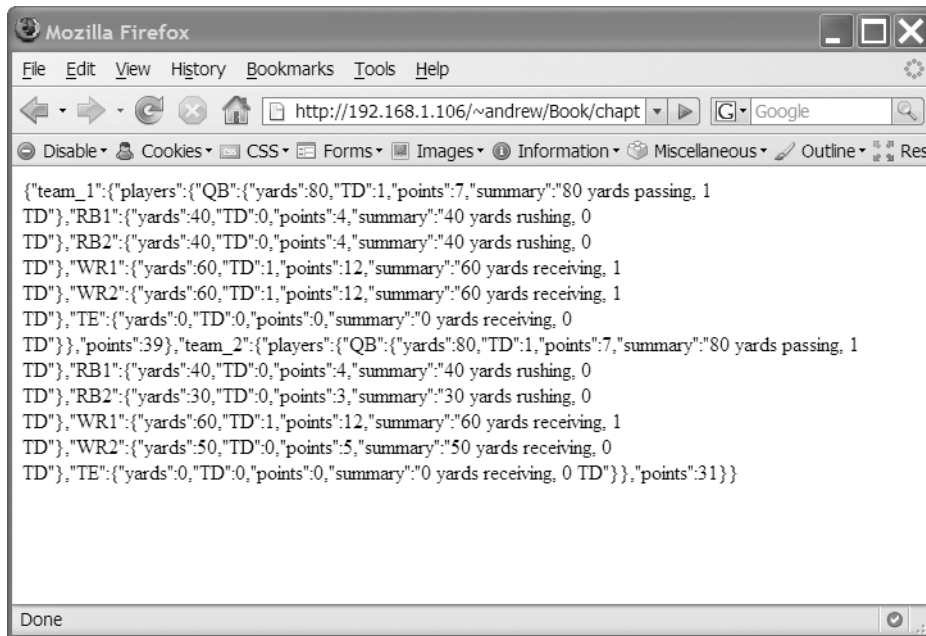 Mozilla Firefox
File Edit View History Bookmarks Tools Help
http://192.168.1.106/~andrew/Book/chapt G Google
Disable Cookies CSS Forms Images Information Miscellaneous Outline Res
{"team_1":{"players":{"QB":{"yards":80,"TD":1,"points":7,"summary":"80 yards passing, 1
TD"},"RB1":{"yards":40,"TD":0,"points":4,"summary":"40 yards rushing, 0
TD"},"RB2":{"yards":40,"TD":0,"points":4,"summary":"40 yards rushing, 0
TD"},"WR1":{"yards":60,"TD":1,"points":12,"summary":"60 yards receiving, 1
TD"},"WR2":{"yards":60,"TD":1,"points":12,"summary":"60 yards receiving, 1
TD"},"TE":{"yards":0,"TD":0,"points":0,"summary":"0 yards receiving, 0
TD"}},"points":39},"team_2":{"players":{"QB":{"yards":80,"TD":1,"points":7,"summary":"80 yards passing, 1
TD"},"RB1":{"yards":40,"TD":0,"points":4,"summary":"40 yards rushing, 0
TD"},"RB2":{"yards":30,"TD":0,"points":3,"summary":"30 yards rushing, 0
TD"},"WR1":{"yards":60,"TD":1,"points":12,"summary":"60 yards receiving, 1
TD"},"WR2":{"yards":50,"TD":0,"points":5,"summary":"50 yards receiving, 0
TD"},"TE":{"yards":0,"TD":0,"points":0,"summary":"0 yards receiving, 0 TD"}},"points":31}}
Done